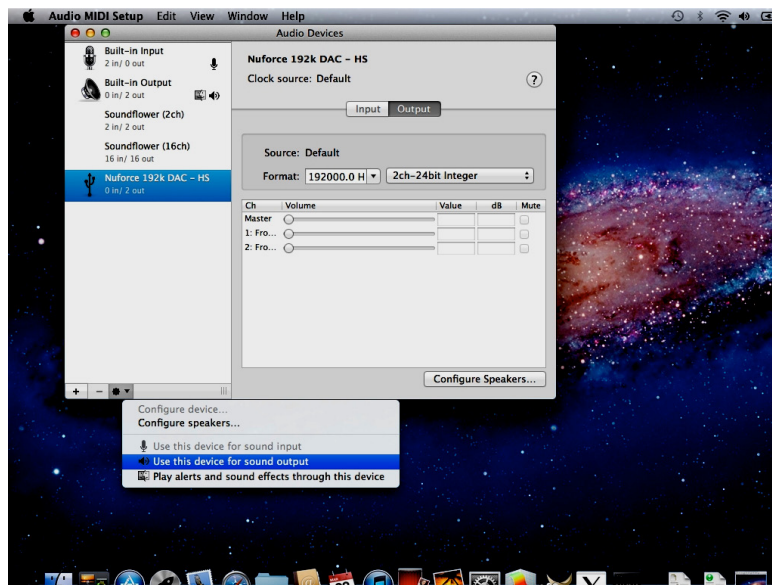 Audio MIDI Setup Edit View Window Help
Audio Devices
Built-in Input
2 in/ 0 out
Built-in Output
0 in/ 2 out
Soundflower (2ch)
2 in/ 2 out
Soundflower (16ch)
16 in/ 16 out
Nuforce 192k DAC - HS
0 in/ 2 out
Nuforce 192k DAC - HS
Clock source: Default
?
Input Output
Source: Default
Format: 192000.0 H 2ch-24bit Integer
Ch Volume Value dB Mute
Master
1: Fro...
2: Fro...
Configure Speakers...
+ -
Configure device...
Configure speakers...
Use this device for sound input
Use this device for sound output
Play alerts and sound effects through this device